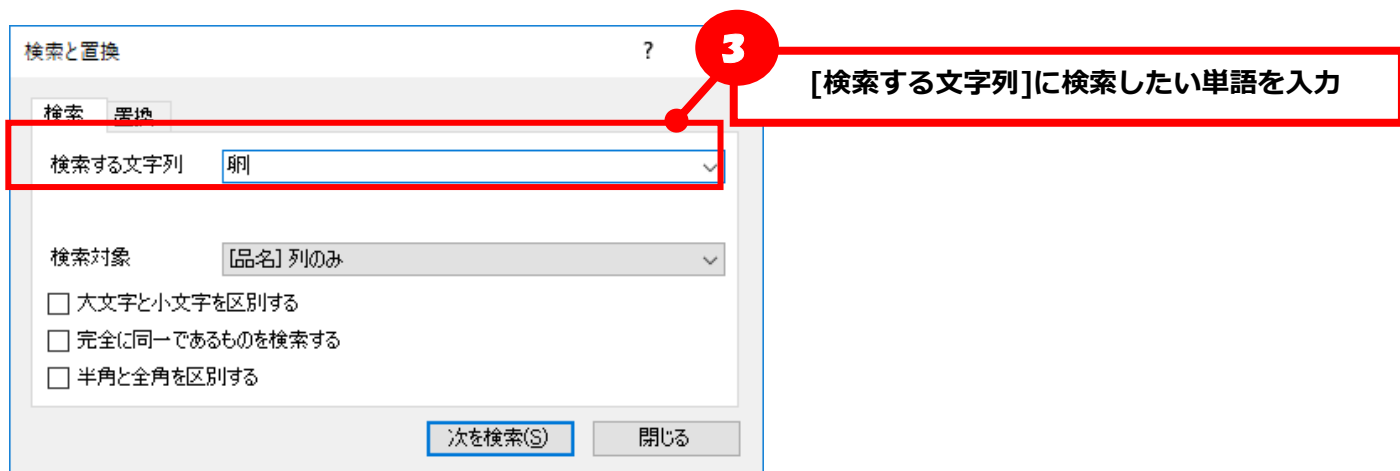 検索と置換
?
3
[検索する文字列]に検索したい単語を入力
検索 置換
検索する文字列 卵
検索対象 [品名] 列のみ
大文字と小文字を区別する
完全に同一であるものを検索する
半角と全角を区別する
次を検索(S) 閉じる